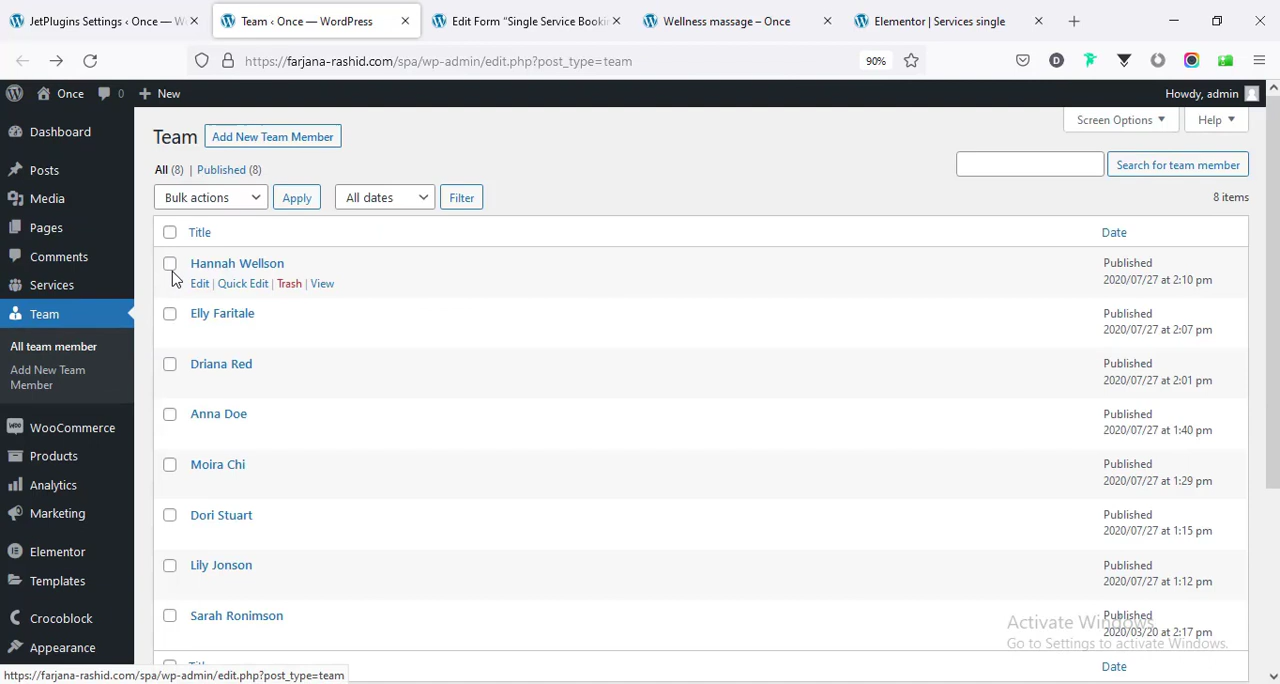 JetPlugins Settings ‹ Once — W
Team ‹ Once — WordPress
Edit Form "Single Service Bookin
Wellness massage – Once
Elementor | Services single
https://farjana-rashid.com/spa/wp-admin/edit.php?post_type=team
90%
Once
0
New
Howdy, admin
Dashboard
Posts
Media
Pages
Comments
Services
Team
All team member
Add New Team
Member
WooCommerce
Products
Analytics
Marketing
Elementor
Templates
Crocoblock
Appearance
Screen Options
Help
Team
Add New Team Member
All (8) | Published (8)
Search for team member
Bulk actions
Apply
All dates
Filter
8 items
Title
Date
Hannah Wellson
Published
2020/07/27 at 2:10 pm
Edit | Quick Edit | Trash | View
Elly Faritale
Published
2020/07/27 at 2:07 pm
Driana Red
Published
2020/07/27 at 2:01 pm
Anna Doe
Published
2020/07/27 at 1:40 pm
Moira Chi
Published
2020/07/27 at 1:29 pm
Dori Stuart
Published
2020/07/27 at 1:15 pm
Lily Jonson
Published
2020/07/27 at 1:12 pm
Sarah Ronimson
Published
2020/03/20 at 2:17 pm
Activate Windows
Go to Settings to activate Windows.
Title
Date
https://farjana-rashid.com/spa/wp-admin/edit.php?post_type=team